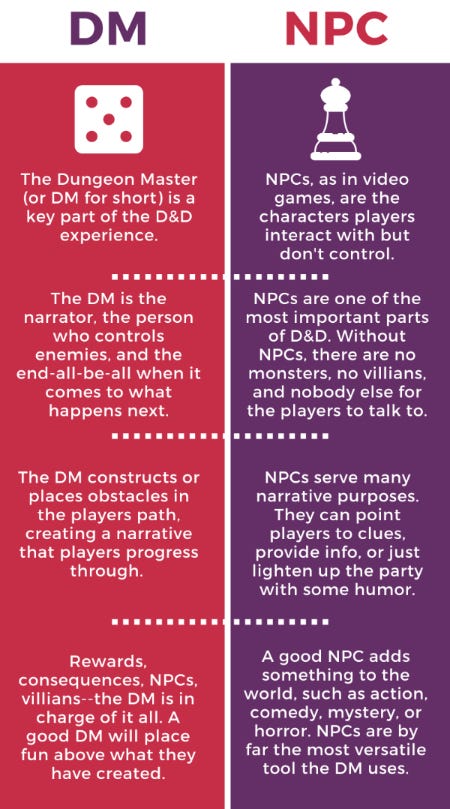 DM
NPC
The Dungeon Master
(or DM for short) is a
key part of the D&D
experience.
NPCs, as in video
games, are the
characters players
interact with but
don't control.
The DM is the
narrator, the person
who controls
enemies, and the
end-all-be-all when it
comes to what
happens next.
NPCs are one of the
most important parts
of D&D. Without
NPCs, there are no
monsters, no villians,
and nobody else for
the players to talk to.
The DM constructs or
places obstacles in
the players path,
creating a narrative
that players progress
through.
NPCs serve many
narrative purposes.
They can point
players to clues,
provide info, or just
lighten up the party
with some humor.
Rewards,
consequences, NPCs,
villians--the DM is in
charge of it all. A
good DM will place
fun above what they
have created.
A good NPC adds
something to the
world, such as action,
comedy, mystery, or
horror. NPCs are by
far the most versatile
tool the DM uses.